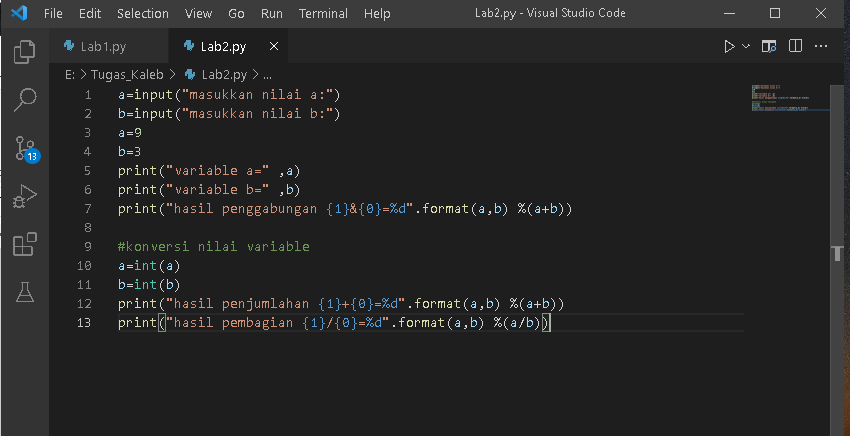 File Edit Selection View Go Run Terminal Help Lab2.py - Visual Studio Code
Lab1.py Lab2.py
E: > Tugas_Kaleb > Lab2.py > ...
1 a=input("masukkan nilai a:")
2 b=input("masukkan nilai b:")
3 a=9
4 b=3
5 print("variable a=" ,a)
6 print("variable b=" ,b)
7 print("hasil penggabungan {1}&{0}=%d".format(a,b) %(a+b))
8
9 #konversi nilai variable
10 a=int(a)
11 b=int(b)
12 print("hasil penjumlahan {1}+{0}=%d".format(a,b) %(a+b))
13 print("hasil pembagian {1}/{0}=%d".format(a,b) %(a/b))
13